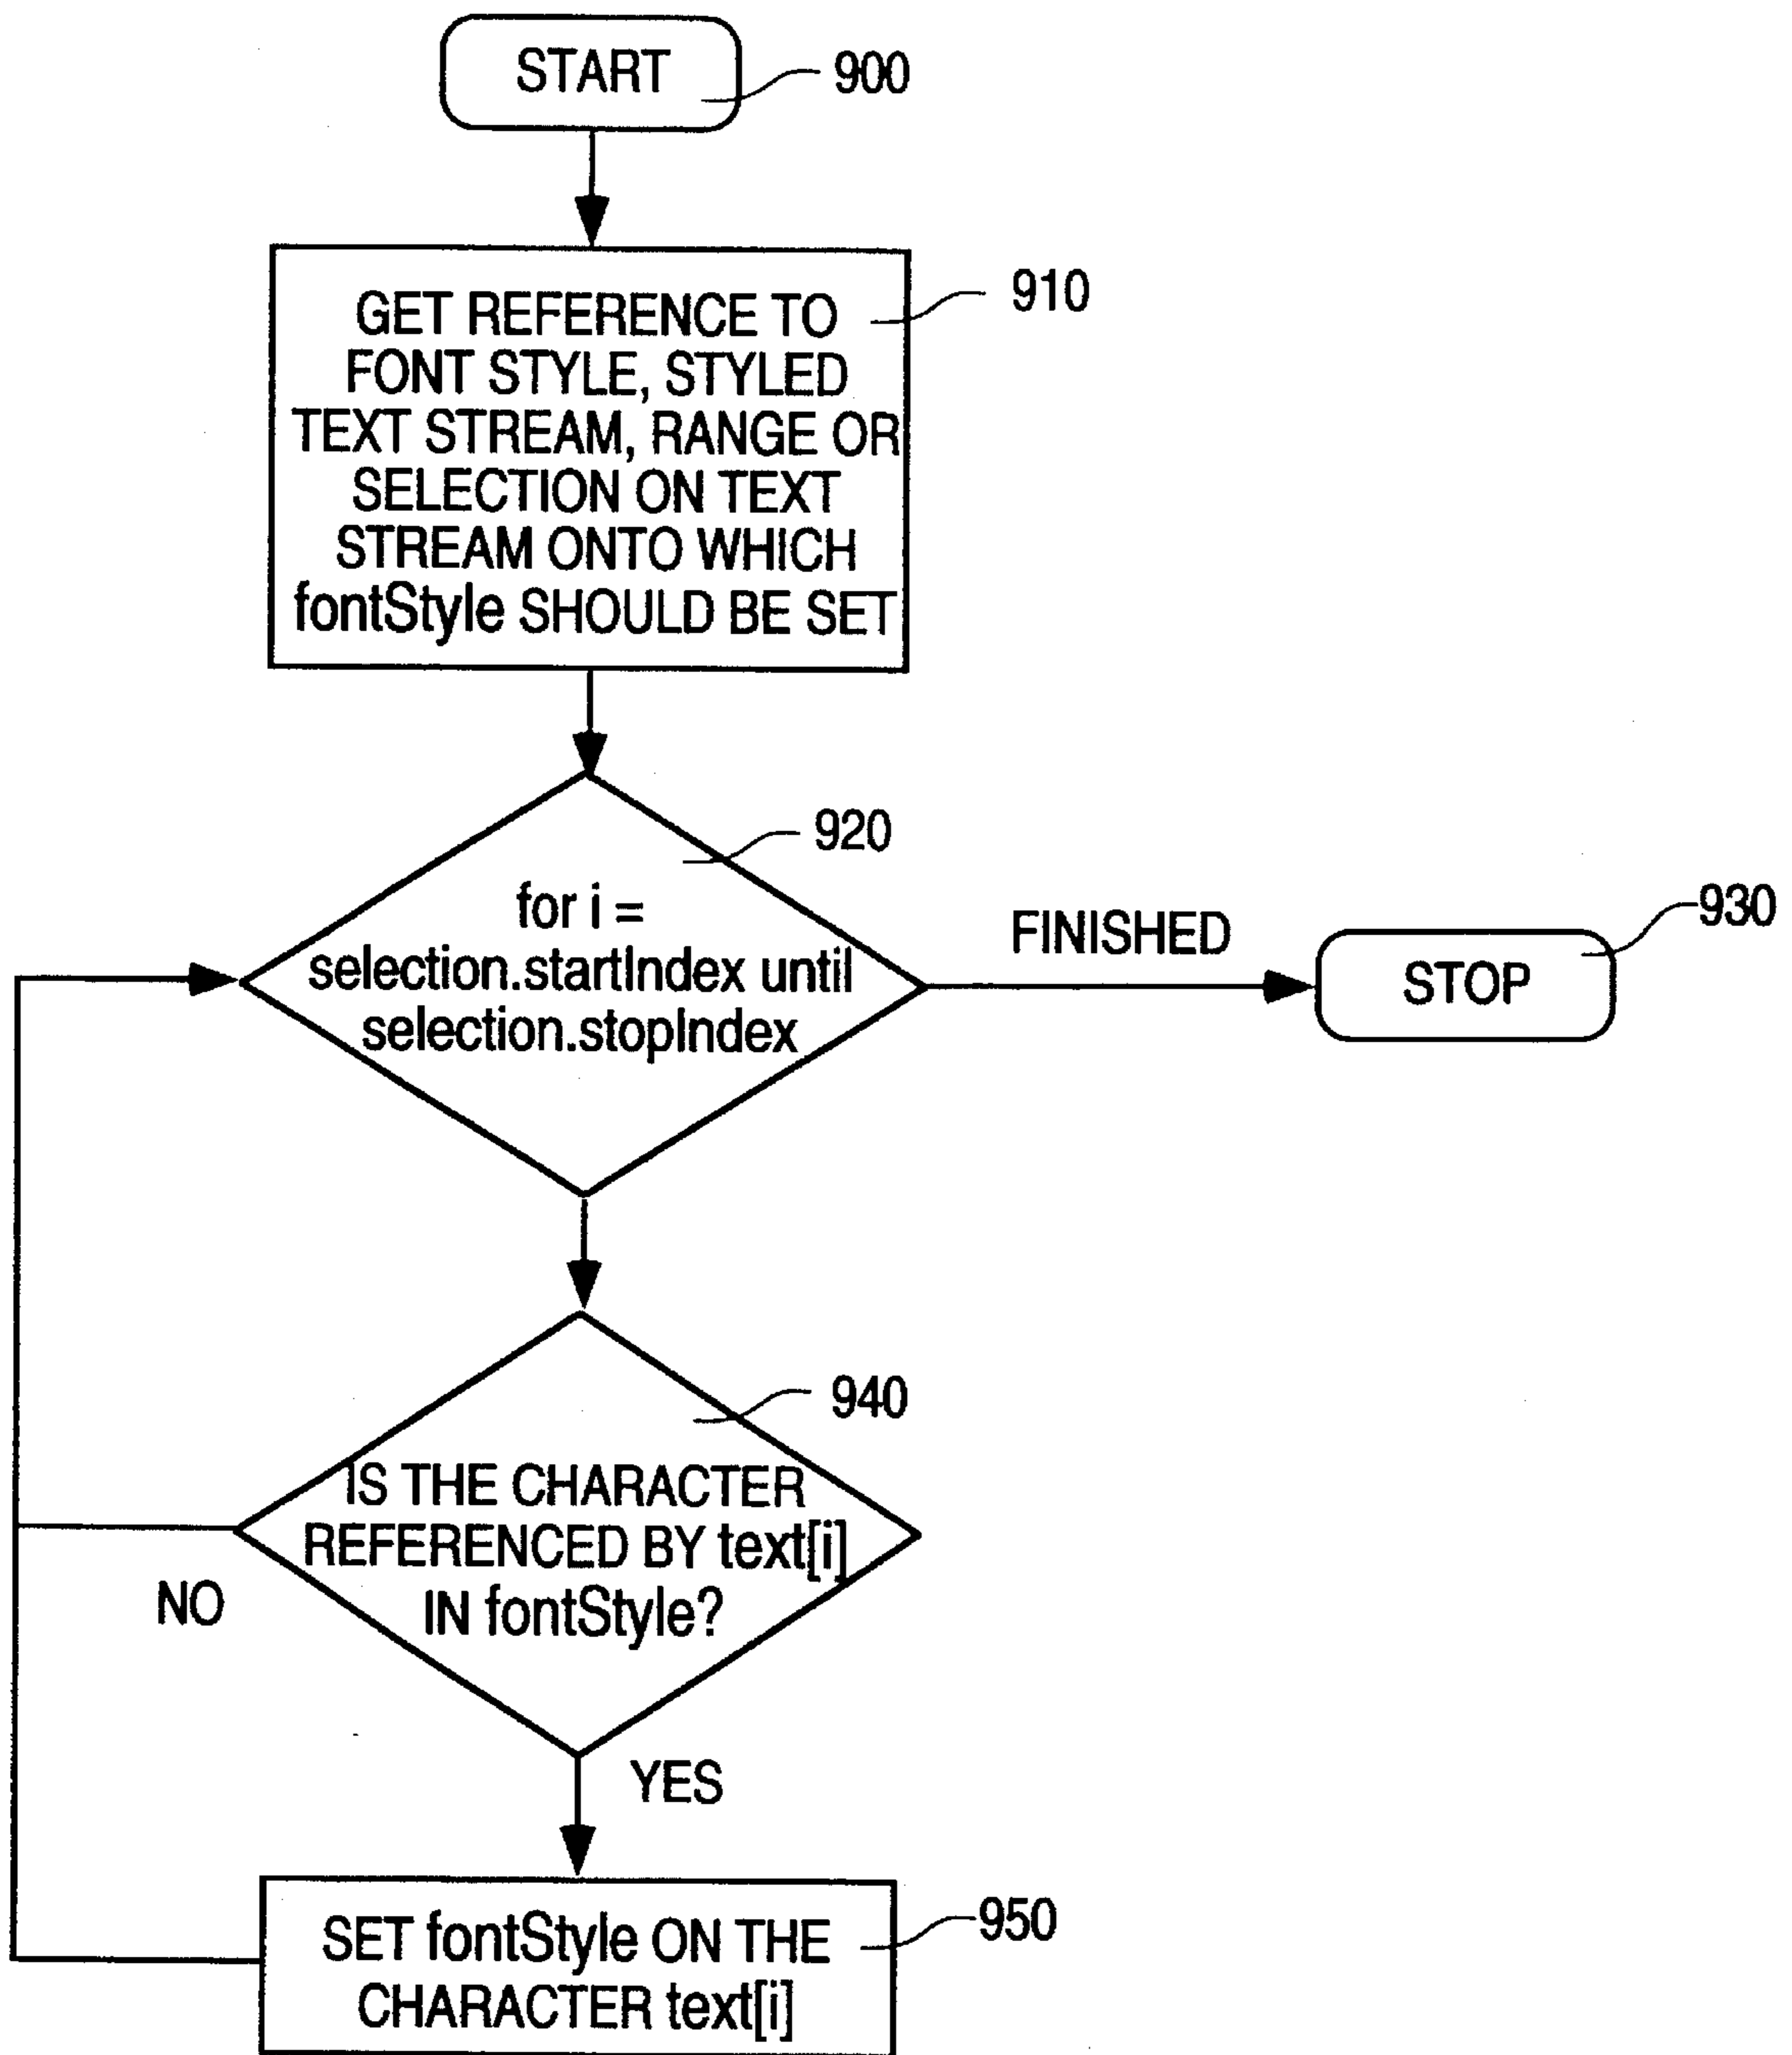 START
900
GET REFERENCE TO
FONT STYLE, STYLED
TEXT STREAM, RANGE OR
SELECTION ON TEXT
STREAM ONTO WHICH
fontStyle SHOULD BE SET
910
920
for i =
selection.startIndex until
selection.stopIndex
FINISHED
STOP
930
940
IS THE CHARACTER
REFERENCED BY text[i]
IN fontStyle?
NO
YES
SET fontStyle ON THE
CHARACTER text[i]
950